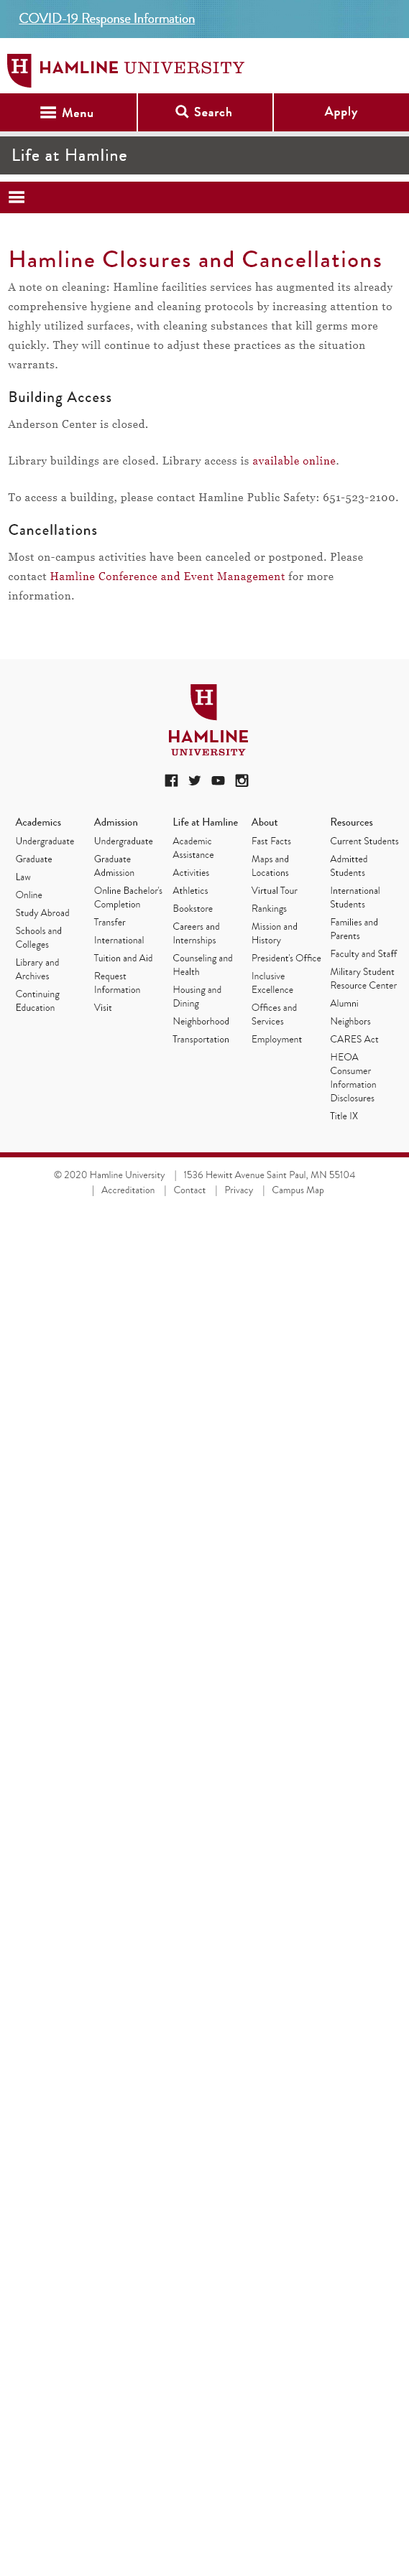 COVID-19 Response Information
H HAMLINE UNIVERSITY
Menu
Search
Apply
Life at Hamline
Hamline Closures and Cancellations
A note on cleaning: Hamline facilities services has augmented its already
comprehensive hygiene and cleaning protocols by increasing attention to
highly utilized surfaces, with cleaning substances that kill germs more
quickly. They will continue to adjust these practices as the situation
warrants.
Building Access
Anderson Center is closed.
Library buildings are closed. Library access is available online.
To access a building, please contact Hamline Public Safety: 651-523-2100.
Cancellations
Most on-campus activities have been canceled or postponed. Please
contact Hamline Conference and Event Management for more
information.
H
HAMLINE
UNIVERSITY
Academics
Undergraduate
Graduate
Law
Online
Study Abroad
Schools and
Colleges
Library and
Archives
Continuing
Education
Admission
Undergraduate
Graduate
Admission
Online Bachelor's
Completion
Transfer
International
Tuition and Aid
Request
Information
Visit
Life at Hamline
Academic
Assistance
Activities
Athletics
Bookstore
Careers and
Internships
Counseling and
Health
Housing and
Dining
Neighborhood
Transportation
About
Fast Facts
Maps and
Locations
Virtual Tour
Rankings
Mission and
History
President's Office
Inclusive
Excellence
Offices and
Services
Employment
Resources
Current Students
Admitted
Students
International
Students
Families and
Parents
Faculty and Staff
Military Student
Resource Center
Alumni
Neighbors
CARES Act
HEOA
Consumer
Information
Disclosures
Title IX
© 2020 Hamline University | 1536 Hewitt Avenue Saint Paul, MN 55104
| Accreditation | Contact | Privacy | Campus Map